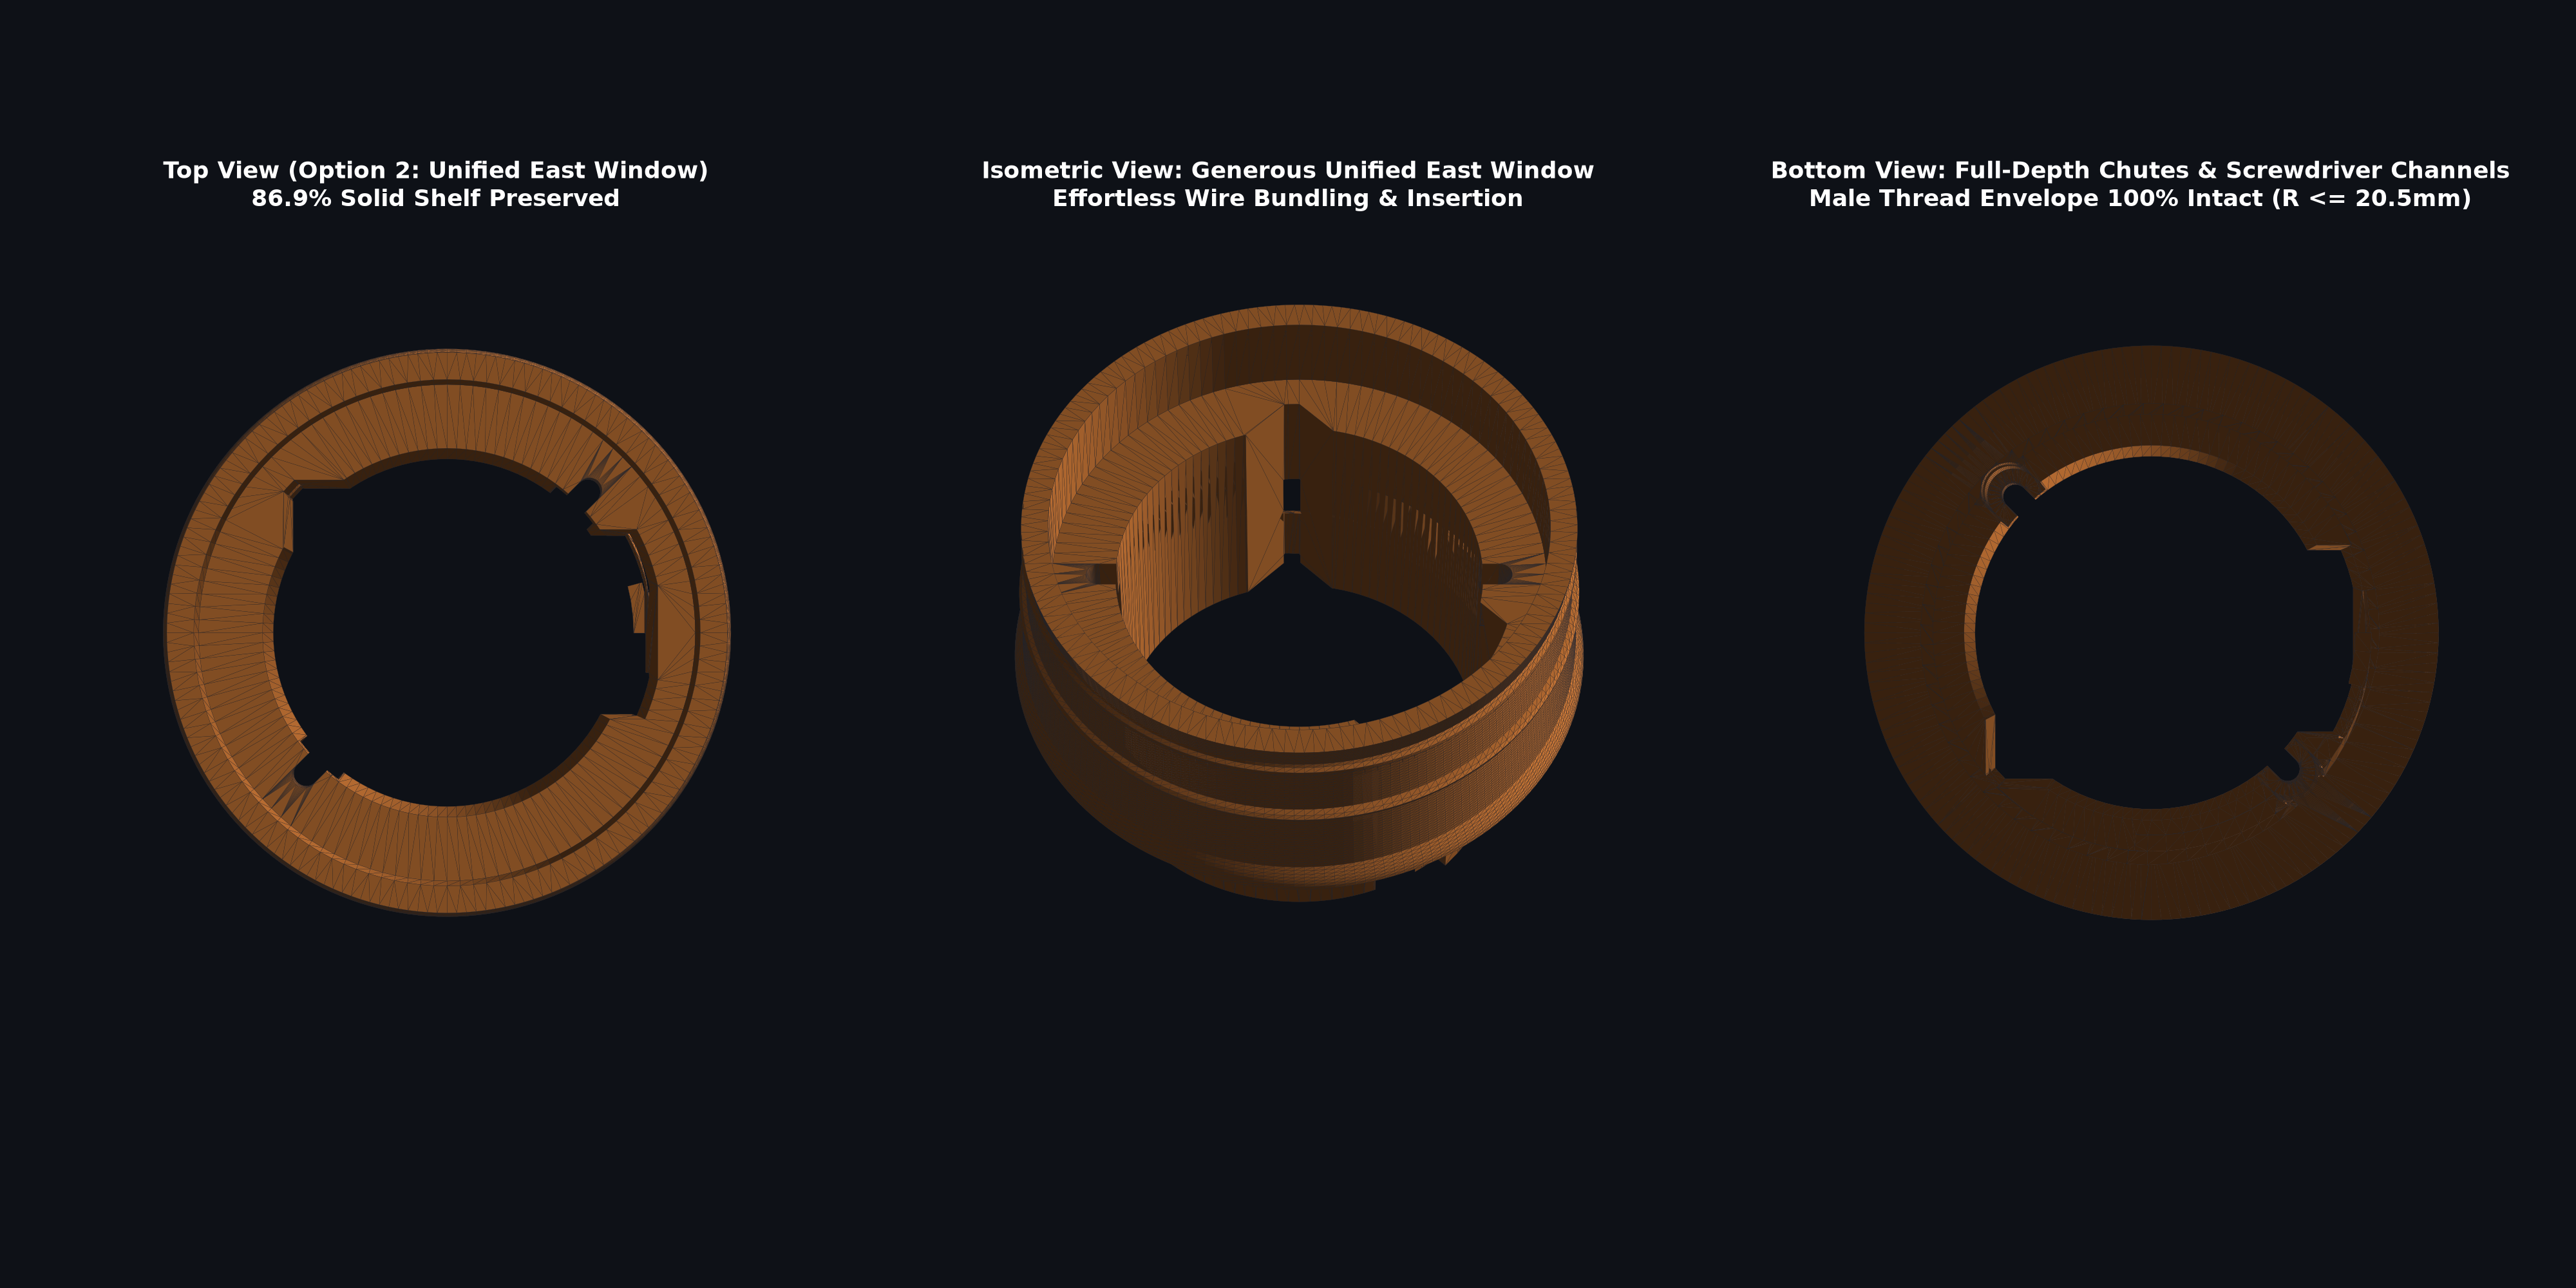 Top View (Option 2: Unified East Window)
86.9% Solid Shelf Preserved
Isometric View: Generous Unified East Window
Effortless Wire Bundling & Insertion
Bottom View: Full-Depth Chutes & Screwdriver Channels
Male Thread Envelope 100% Intact (R <= 20.5mm)